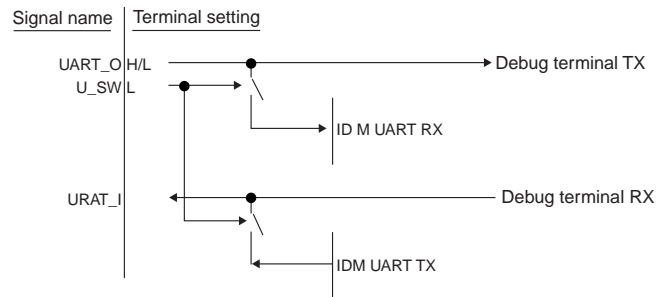 Signal name Terminal setting
UART_O H/L Debug terminal TX
U_SW L
ID M UART RX
URAT_I Debug terminal RX
IDM UART TX